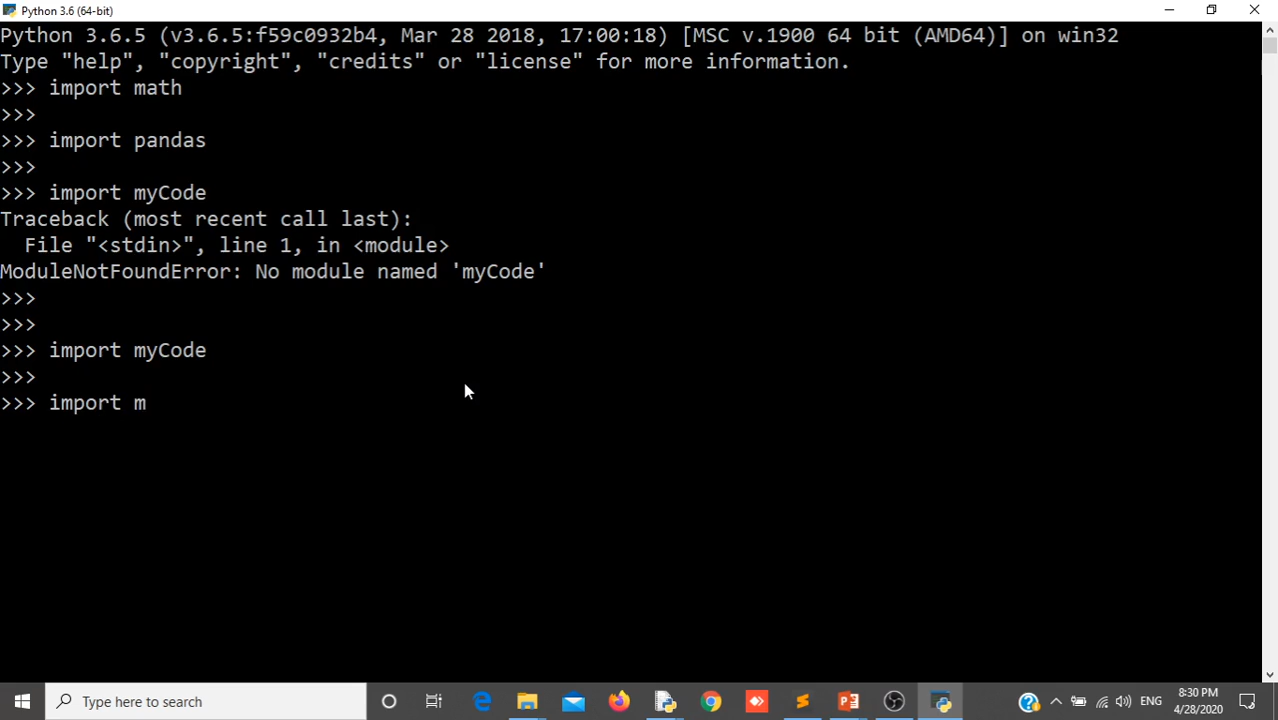 Python 3.6 (64-bit)
Python 3.6.5 (v3.6.5:f59c0932b4, Mar 28 2018, 17:00:18) [MSC v.1900 64 bit (AMD64)] on win32
Type "help", "copyright", "credits" or "license" for more information.
>>> import math
>>>
>>> import pandas
>>>
>>> import myCode
Traceback (most recent call last):
  File "<stdin>", line 1, in <module>
ModuleNotFoundError: No module named 'myCode'
>>>
>>>
>>> import myCode
>>>
>>> import m
Type here to search
ENG
8:30 PM
4/28/2020